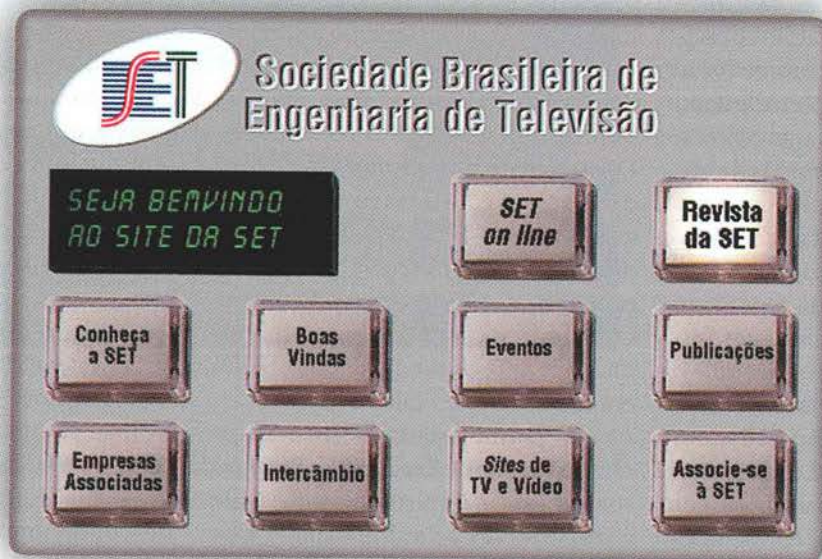 SET
Sociedade Brasileira de
Engenharia de Televisão
SEJA BEMVINDO
AO SITE DA SET
SET
on line
Revista
da SET
Conheça
a SET
Boas
Vindas
Eventos
Publicações
Empresas
Associadas
Intercâmbio
Sites de
TV e Vídeo
Associe-se
à SET